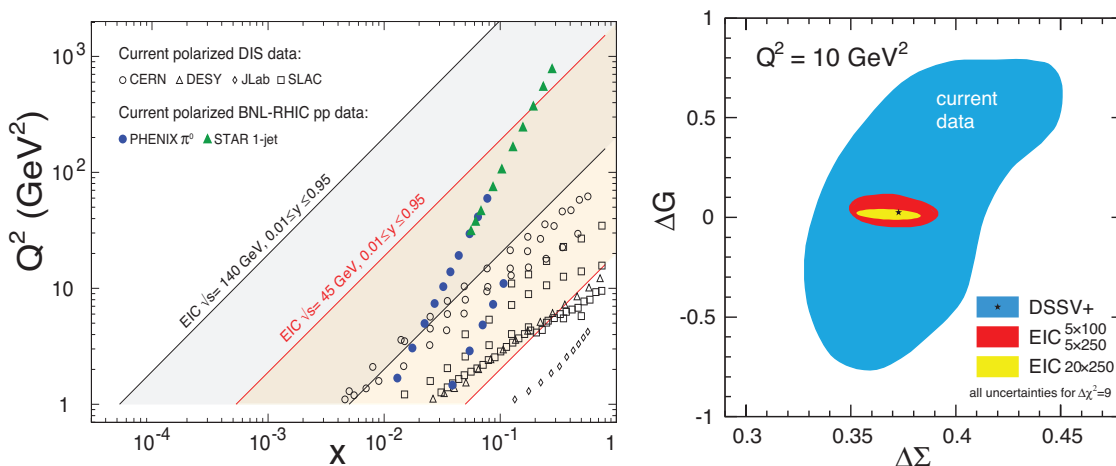 Current polarized DIS data:
○CERN △DESY ◊JLab □SLAC
Current polarized BNL-RHIC pp data:
●PHENIX π⁰ ▲STAR 1-jet
EIC √s= 140 GeV, 0.01≤y≤0.95
EIC √s= 45 GeV, 0.01≤y≤0.95
Q² (GeV²)
10³
10²
10
1
10⁻⁴
10⁻³
10⁻²
10⁻¹
1
x
Q² = 10 GeV²
current
data
ΔG
1
0.5
0
-0.5
-1
★ DSSV+
EIC 5×100
5×250
EIC 20×250
all uncertainties for Δχ²=9
0.3
0.35
0.4
0.45
ΔΣ